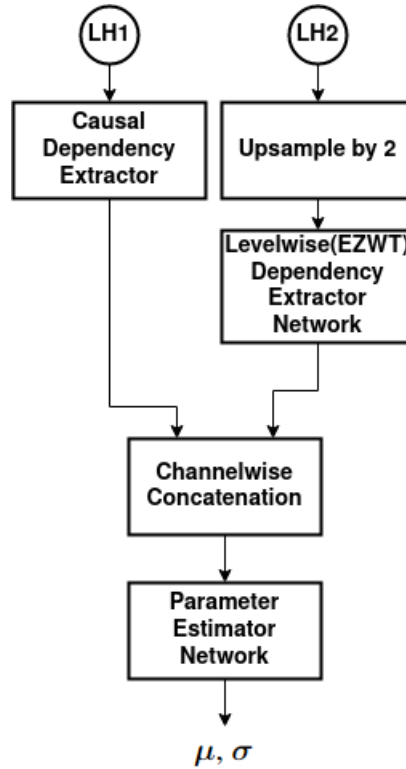 LH1
LH2
Causal
Dependency
Extractor
Upsample by 2
Levelwise(EZWT)
Dependency
Extractor
Network
Channelwise
Concatenation
Parameter
Estimator
Network
μ, σ